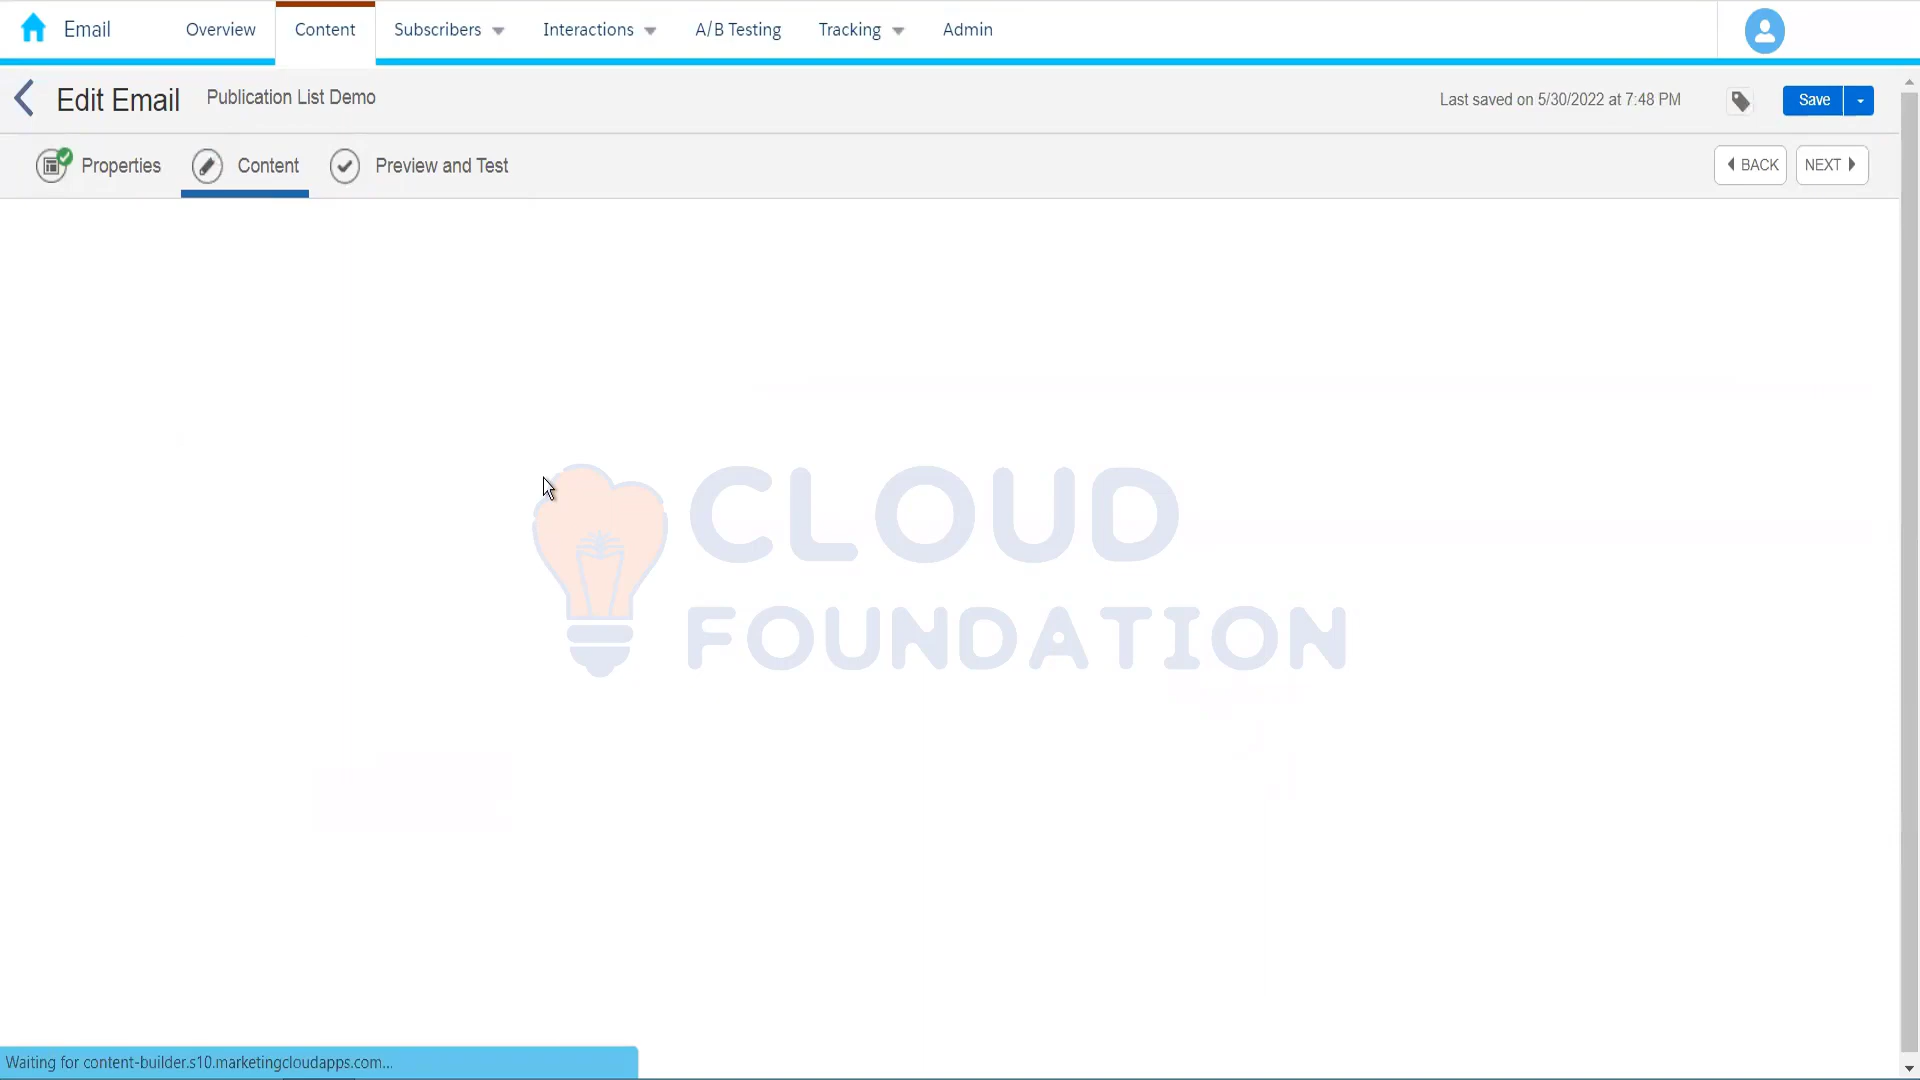 Email
Overview
Content
Subscribers
Interactions
A/B Testing
Tracking
Admin
Edit Email
Publication List Demo
Last saved on 5/30/2022 at 7:48 PM
Save
Properties
Content
Preview and Test
BACK
NEXT
CLOUD
FOUNDATION
Waiting for content-builder.s10.marketingcloudapps.com...